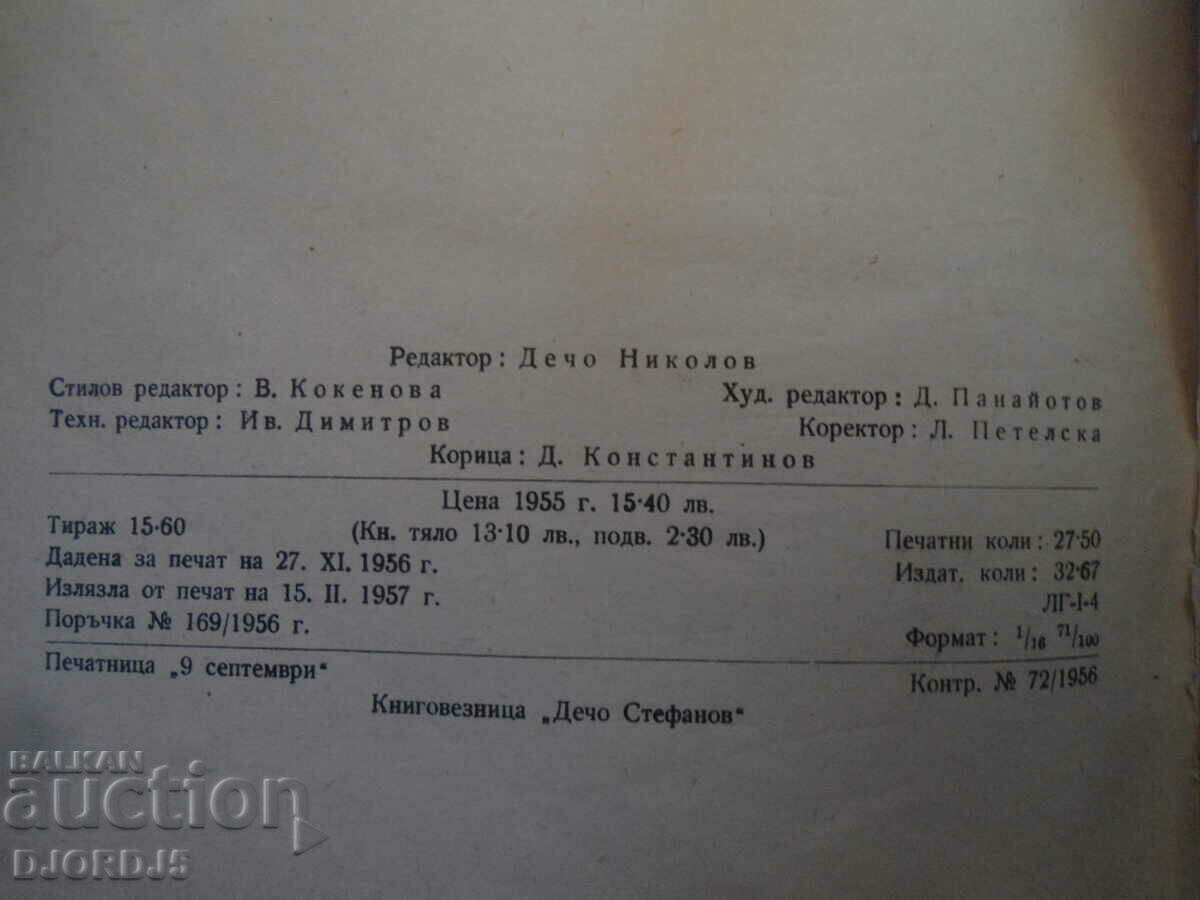 Редактор: Дечо Николов
Стилов редактор: В. Кокенова Худ. редактор: Д. Панайотов
Техн. редактор: Ив. Димитров Коректор: Л. Петелска
Корица: Д. Константинов
Цена 1955 г. 15·40 лв.
Тираж 15·60 (Кн. тяло 13·10 лв., подв. 2·30 лв.) Печатни коли: 27·50
Дадена за печат на 27. XI. 1956 г. Издат. коли: 32·67
Излязла от печат на 15. II. 1957 г. ЛГ-I-4
Поръчка № 169/1956 г. Формат: 1/16 71/100
Печатница „9 септември“ Контр. № 72/1956
Книговезница „Дечо Стефанов“
BALKAN
auction
DJORDJ5